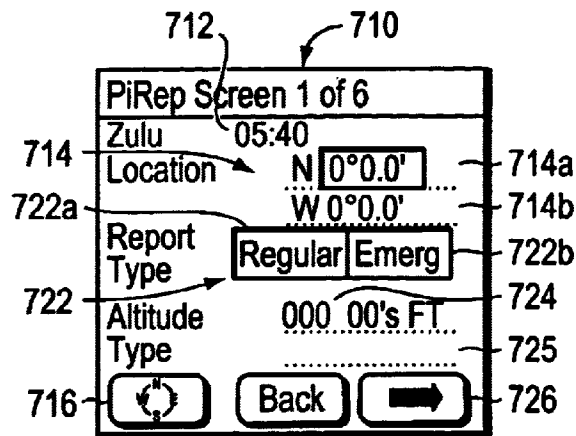 712 710
PiRep Screen 1 of 6
Zulu 05:40
714 Location N 0°0.0' 714a
722a W 0°0.0' 714b
Report Type Regular Emerg 722b
722 724
Altitude 000 00's FT
Type 725
716 N S Back 726